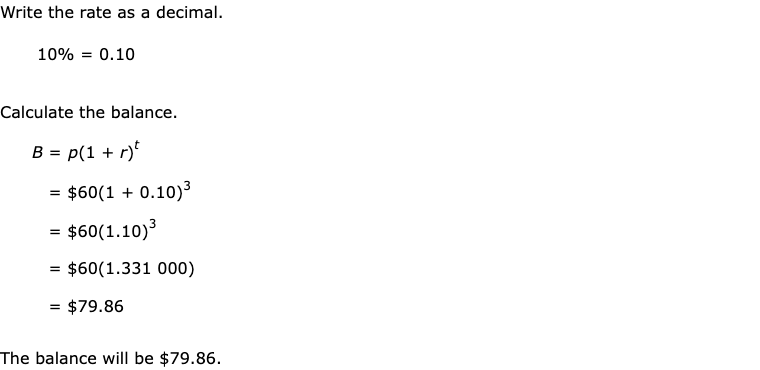 Write the rate as a decimal.
10% = 0.10
Calculate the balance.
B = p(1 + r)^t
= $60(1 + 0.10)^3
= $60(1.10)^3
= $60(1.331 000)
= $79.86
The balance will be $79.86.